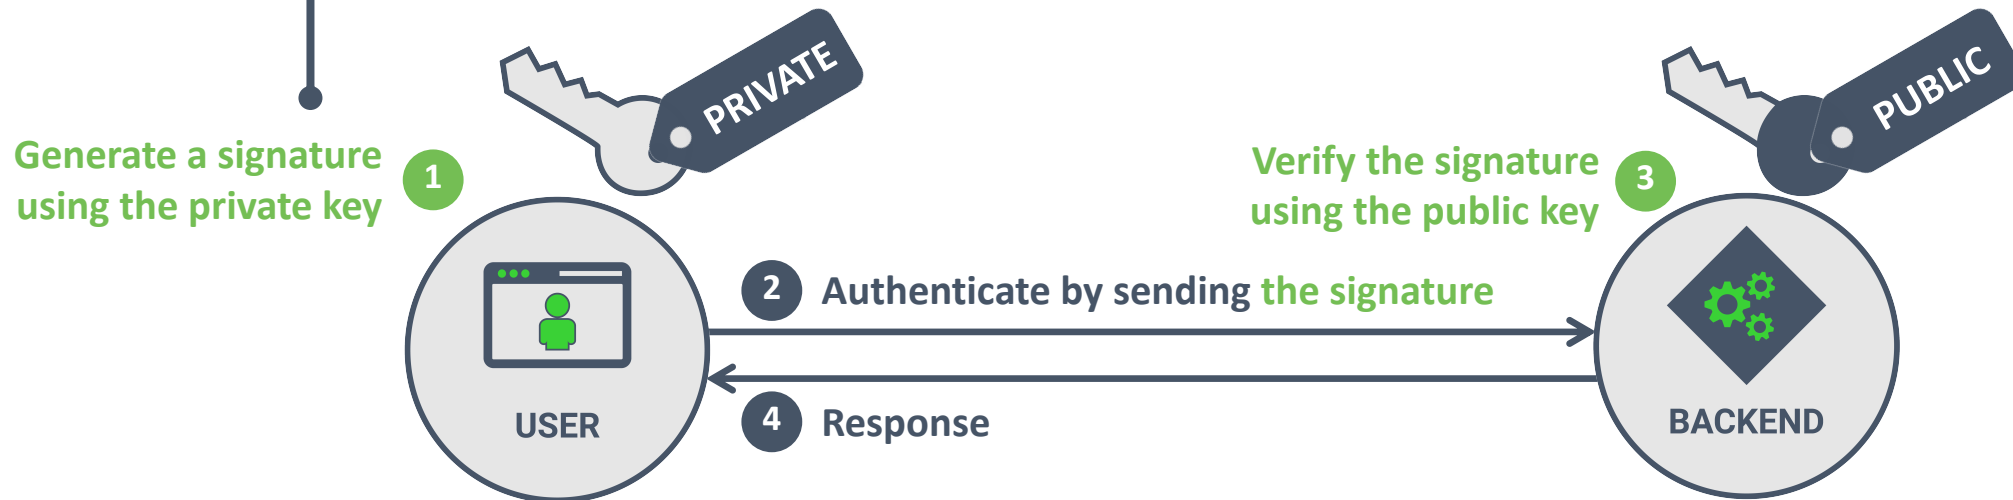 PRIVATE
PUBLIC
Generate a signature
using the private key
1
Verify the signature
using the public key
3
2 Authenticate by sending the signature
4 Response
USER
BACKEND